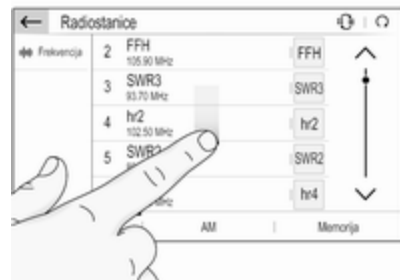 Radiostanice
Frekvencija
2 FFH FFH
105.90 MHz
3 SWR3 SWR3
93.70 MHz
4 hr2 hr2
102.50 MHz
5 SWR2 SWR2
hr4
MHz
AM Memorija